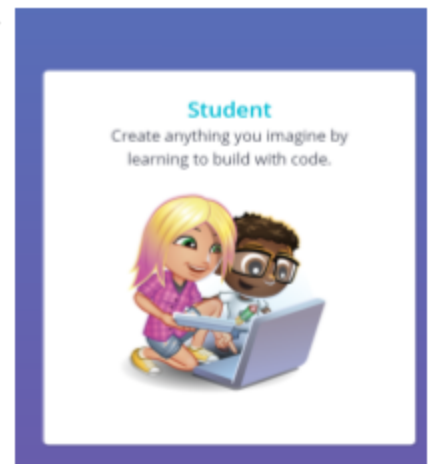 Student
Create anything you imagine by
learning to build with code.